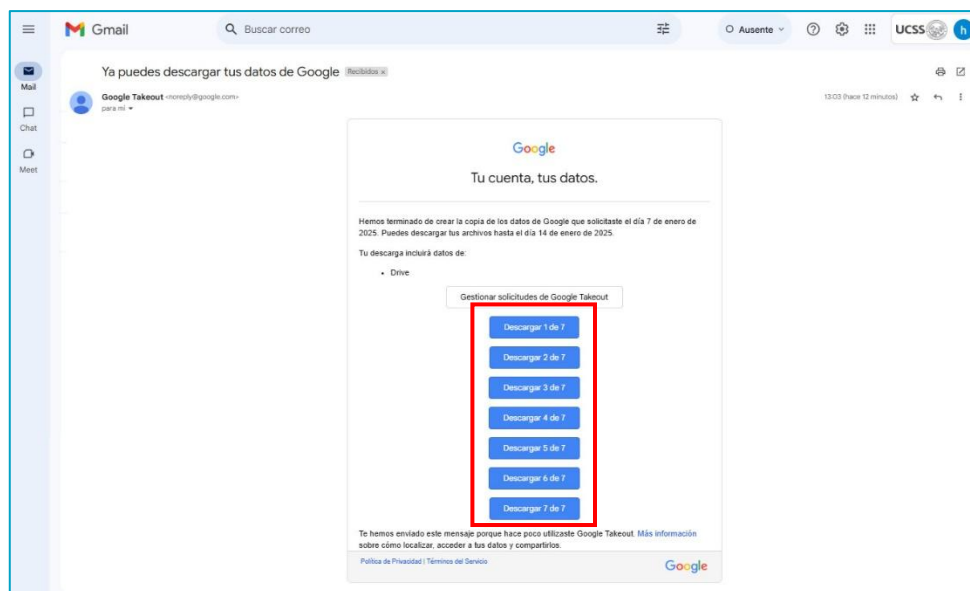 Gmail
Buscar correo
Ausente
UCSS
h
Mail
Chat
Meet
Ya puedes descargar tus datos de Google Recibidos x
Google Takeout <noreply@google.com>
para mí
13:03 (hace 12 minutos)
Google
Tu cuenta, tus datos.
Hemos terminado de crear la copia de los datos de Google que solicitaste el día 7 de enero de
2025. Puedes descargar tus archivos hasta el día 14 de enero de 2025.
Tu descarga incluirá datos de:
• Drive
Gestionar solicitudes de Google Takeout
Descargar 1 de 7
Descargar 2 de 7
Descargar 3 de 7
Descargar 4 de 7
Descargar 5 de 7
Descargar 6 de 7
Descargar 7 de 7
Te hemos enviado este mensaje porque hace poco utilizaste Google Takeout. Más información
sobre cómo localizar, acceder a tus datos y compartirlos.
Política de Privacidad | Términos del Servicio
Google